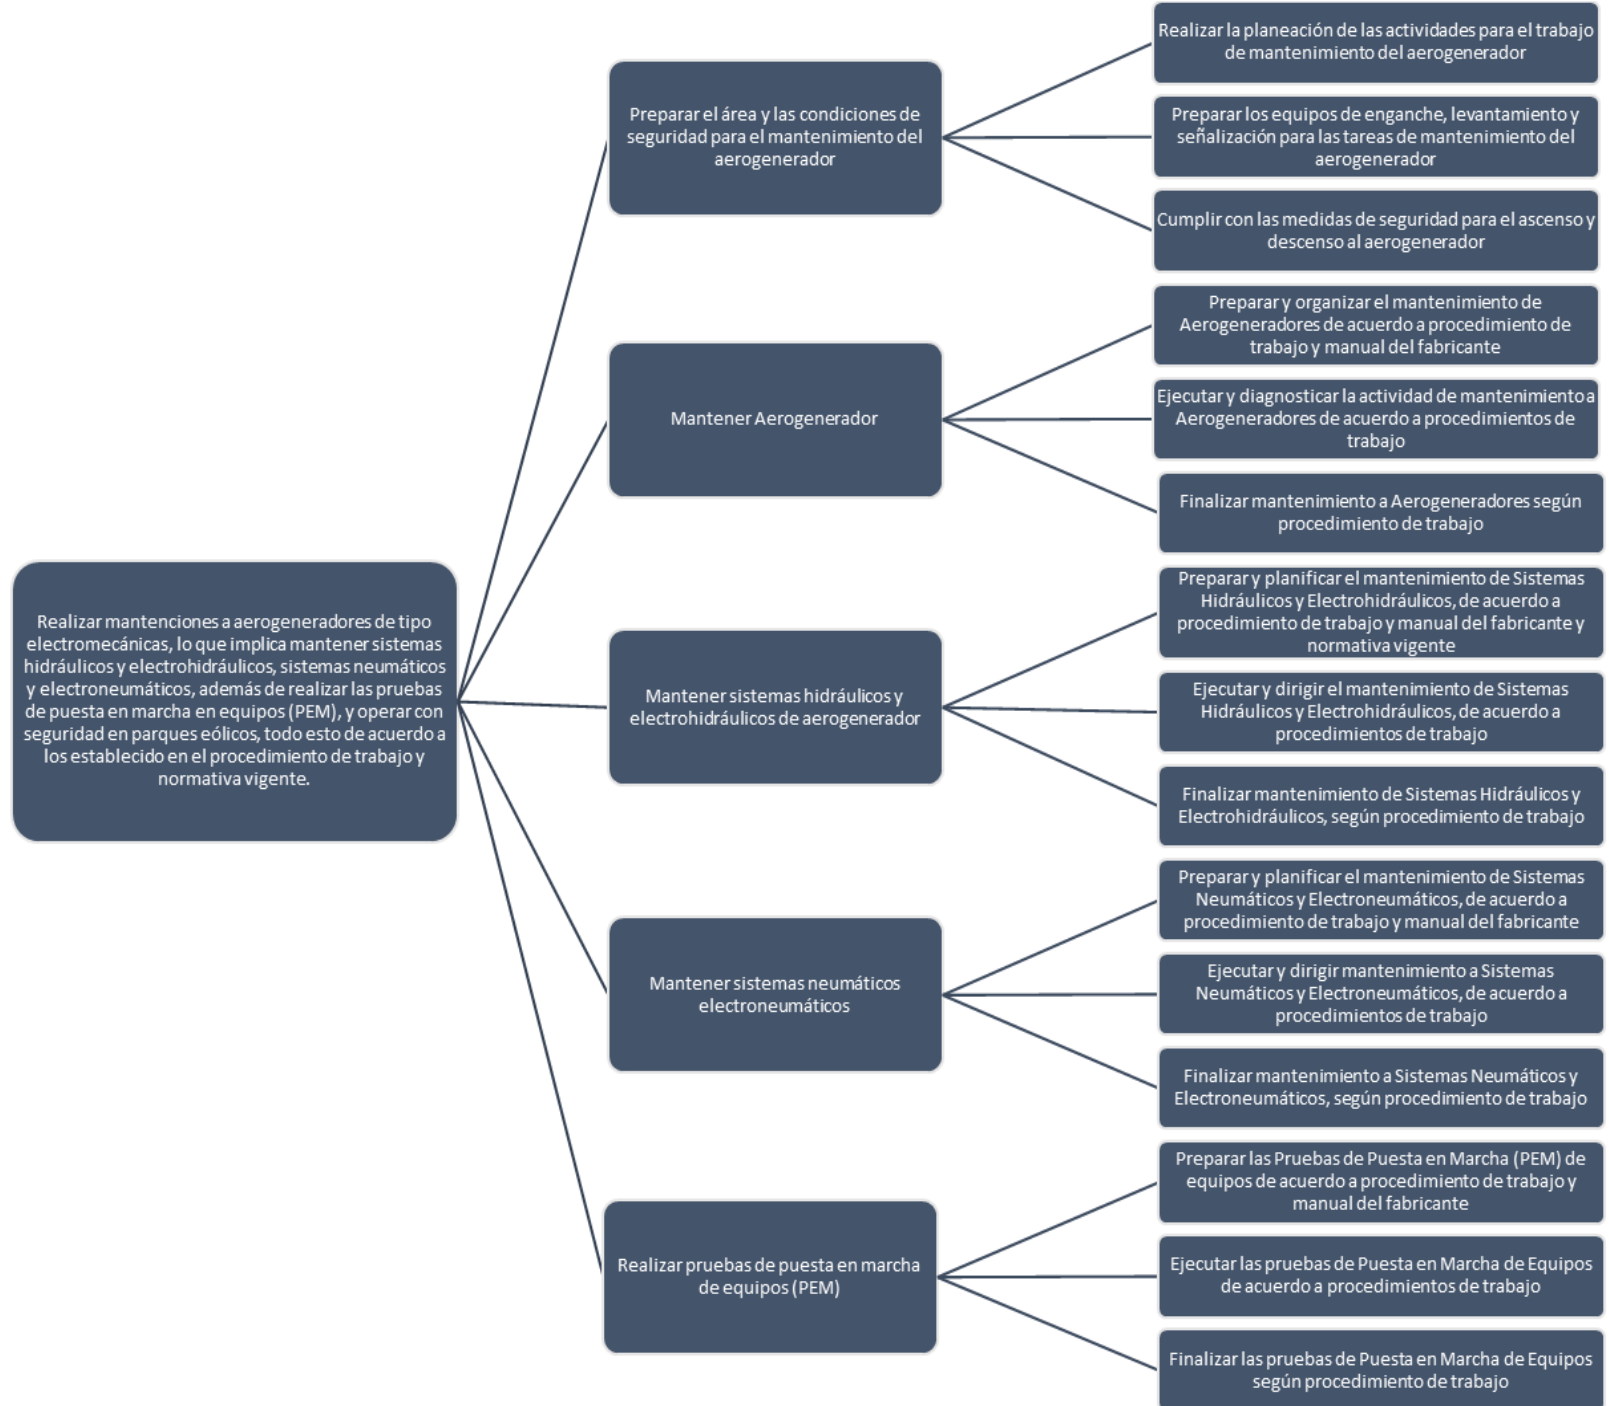 Realizar mantenciones a aerogeneradores de tipo
electromecánicas, lo que implica mantener sistemas
hidráulicos y electrohidráulicos, sistemas neumáticos
y electroneumáticos, además de realizar las pruebas
de puesta en marcha en equipos (PEM), y operar con
seguridad en parques eólicos, todo esto de acuerdo a
los establecido en el procedimiento de trabajo y
normativa vigente.
Preparar el área y las condiciones de
seguridad para el mantenimiento del
aerogenerador
Realizar la planeación de las actividades para el trabajo
de mantenimiento del aerogenerador
Preparar los equipos de enganche, levantamiento y
señalización para las tareas de mantenimiento del
aerogenerador
Cumplir con las medidas de seguridad para el ascenso y
descenso al aerogenerador
Mantener Aerogenerador
Preparar y organizar el mantenimiento de
Aerogeneradores de acuerdo a procedimiento de
trabajo y manual del fabricante
Ejecutar y diagnosticar la actividad de mantenimiento a
Aerogeneradores de acuerdo a procedimientos de
trabajo
Finalizar mantenimiento a Aerogeneradores según
procedimiento de trabajo
Mantener sistemas hidráulicos y
electrohidráulicos de aerogenerador
Preparar y planificar el mantenimiento de Sistemas
Hidráulicos y Electrohidráulicos, de acuerdo a
procedimiento de trabajo y manual del fabricante y
normativa vigente
Ejecutar y dirigir el mantenimiento de Sistemas
Hidráulicos y Electrohidráulicos, de acuerdo a
procedimientos de trabajo
Finalizar mantenimiento de Sistemas Hidráulicos y
Electrohidráulicos, según procedimiento de trabajo
Mantener sistemas neumáticos
electroneumáticos
Preparar y planificar el mantenimiento de Sistemas
Neumáticos y Electroneumáticos, de acuerdo a
procedimiento de trabajo y manual del fabricante
Ejecutar y dirigir mantenimiento a Sistemas
Neumáticos y Electroneumáticos, de acuerdo a
procedimientos de trabajo
Finalizar mantenimiento a Sistemas Neumáticos y
Electroneumáticos, según procedimiento de trabajo
Realizar pruebas de puesta en marcha
de equipos (PEM)
Preparar las Pruebas de Puesta en Marcha (PEM) de
equipos de acuerdo a procedimiento de trabajo y
manual del fabricante
Ejecutar las pruebas de Puesta en Marcha de Equipos
de acuerdo a procedimientos de trabajo
Finalizar las pruebas de Puesta en Marcha de Equipos
según procedimiento de trabajo